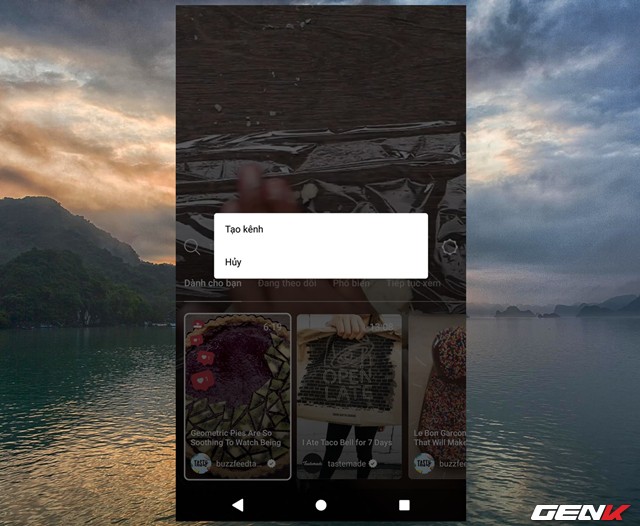 Tạo kênh
Hủy
Dành cho bạn Đang theo dõi Phổ biến Tiếp tục xem
6:15
OPEN
LATE
Geometric Pies Are So
Soothing To Watch Being
I Ate Taco Bell for 7 Days
Le Bon Garcon
That Will Make
TASTY buzzfeedta
tastemade
TASTY buzzfee
GENK